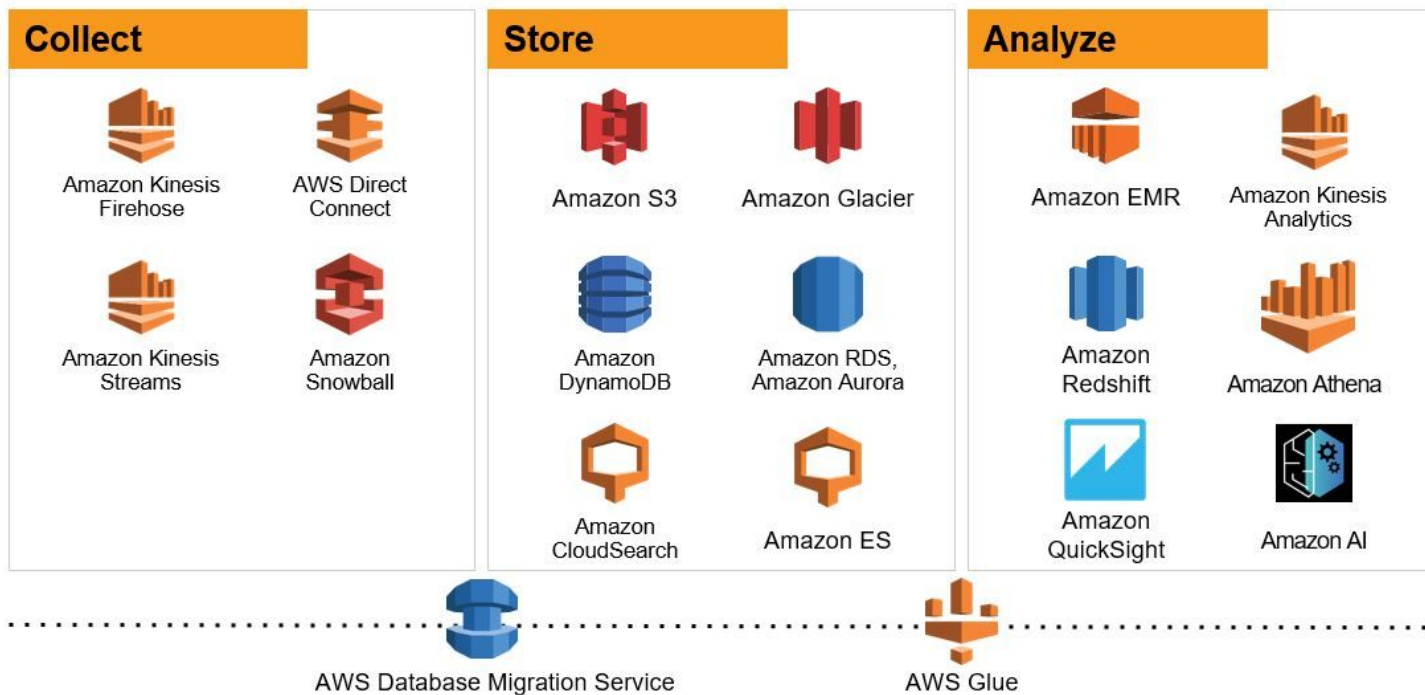 Collect
Amazon Kinesis
Firehose
AWS Direct
Connect
Amazon Kinesis
Streams
Amazon
Snowball
Store
Amazon S3
Amazon Glacier
Amazon
DynamoDB
Amazon RDS,
Amazon Aurora
Amazon
CloudSearch
Amazon ES
Analyze
Amazon EMR
Amazon Kinesis
Analytics
Amazon
Redshift
Amazon Athena
Amazon
QuickSight
Amazon AI
AWS Database Migration Service
AWS Glue